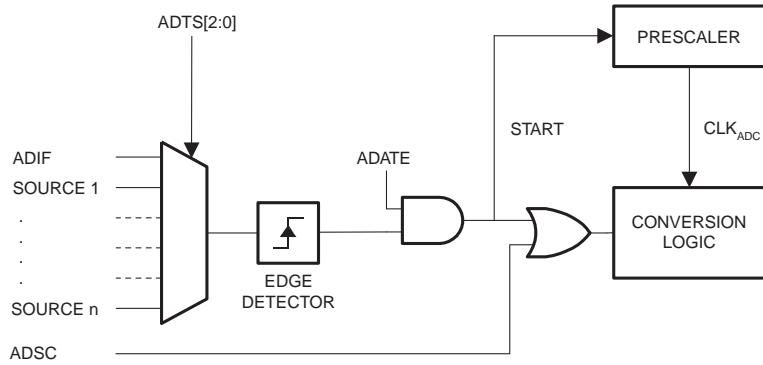 ADTS[2:0]
PRESCALER
START
CLKADC
ADIF
ADATE
SOURCE 1
.
.
.
.
CONVERSION
LOGIC
EDGE
DETECTOR
SOURCE n
ADSC